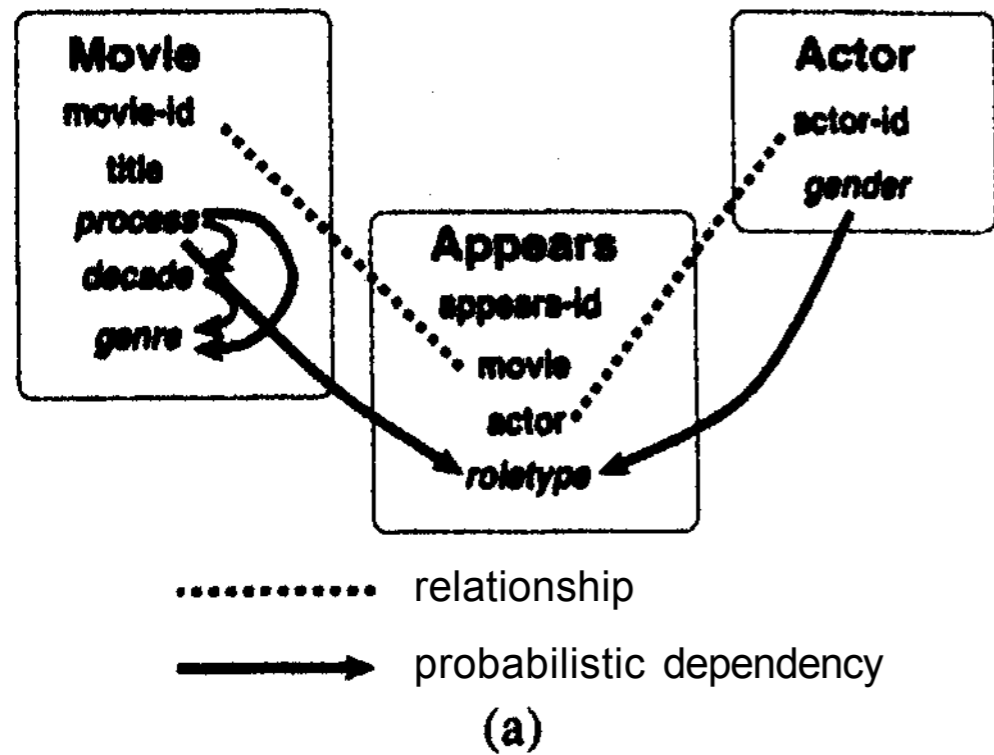 Movie
movie-id
title
process
decade
genre
Actor
actor-id
gender
Appears
appears-id
movie
actor
roletype
relationship
probabilistic dependency
(a)